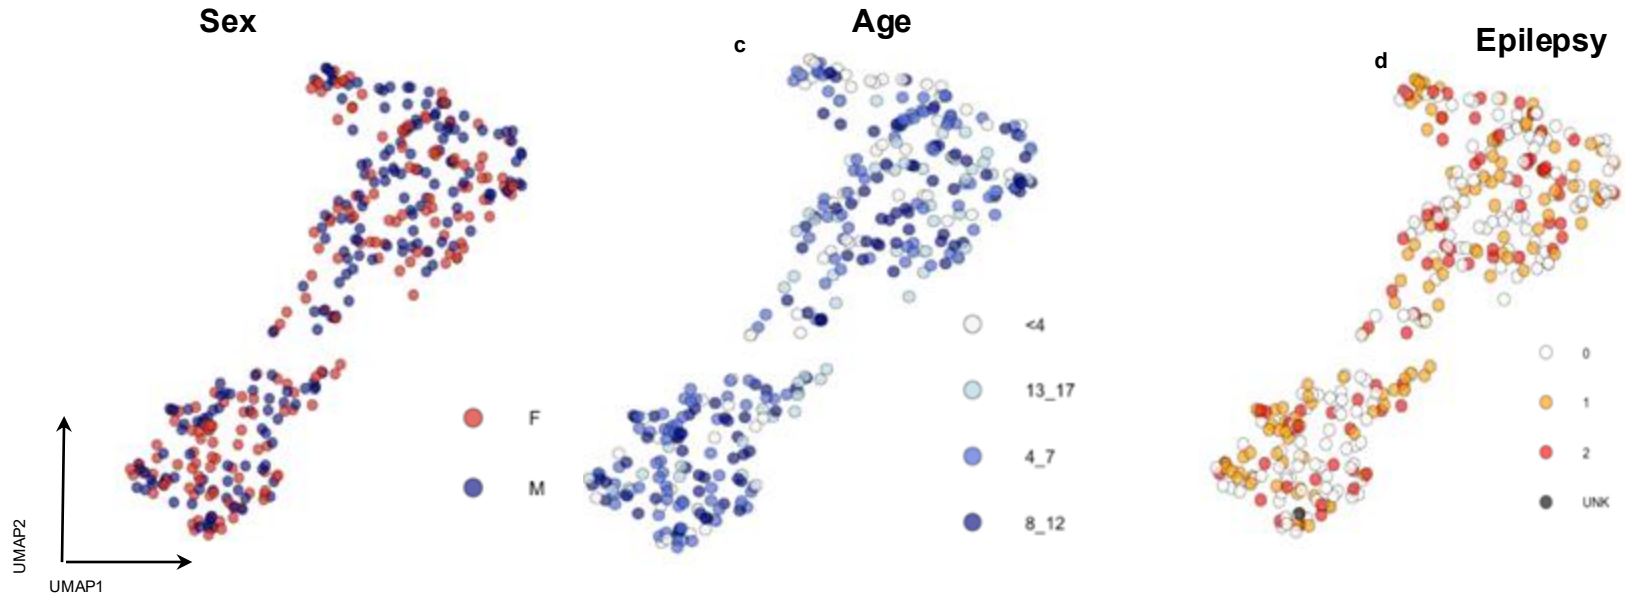 Sex
F
M
UMAP2
UMAP1
c
Age
<4
13_17
4_7
8_12
d
Epilepsy
0
1
2
UNK